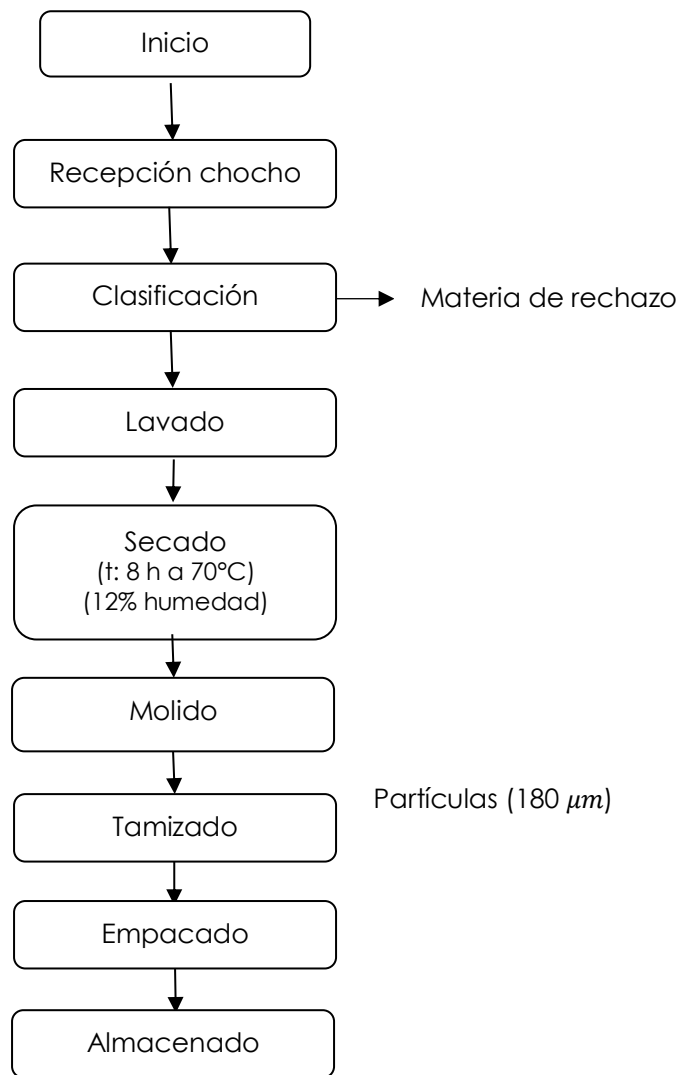 Inicio
Recepción chocho
Clasificación
Materia de rechazo
Lavado
Secado
(t: 8 h a 70°C)
(12% humedad)
Molido
Partículas (180 𝜇𝑚)
Tamizado
Empacado
Almacenado